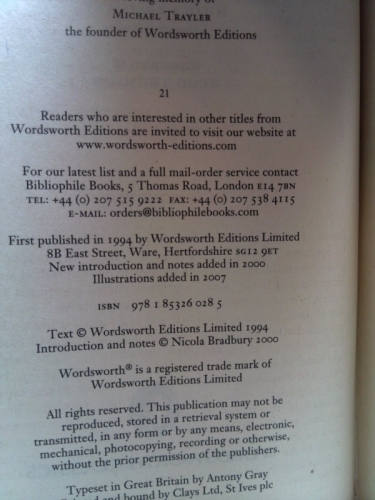 memory of
MICHAEL TRAYLER
the founder of Wordsworth Editions
21
Readers who are interested in other titles from
Wordsworth Editions are invited to visit our website at
www.wordsworth-editions.com
For our latest list and a full mail-order service contact
Bibliophile Books, 5 Thomas Road, London E14 7BN
TEL: +44 (0) 207 515 9222 FAX: +44 (0) 207 538 4115
E-MAIL: orders@bibliophilebooks.com
First published in 1994 by Wordsworth Editions Limited
8B East Street, Ware, Hertfordshire SG12 9ET
New introduction and notes added in 2000
Illustrations added in 2007
ISBN 978 1 85326 028 5
Text © Wordsworth Editions Limited 1994
Introduction and notes © Nicola Bradbury 2000
Wordsworth® is a registered trade mark of
Wordsworth Editions Limited
All rights reserved. This publication may not be
reproduced, stored in a retrieval system or
transmitted, in any form or by any means, electronic,
mechanical, photocopying, recording or otherwise,
without the prior permission of the publishers.
Typeset in Great Britain by Antony Gray
and bound by Clays Ltd, St Ives plc